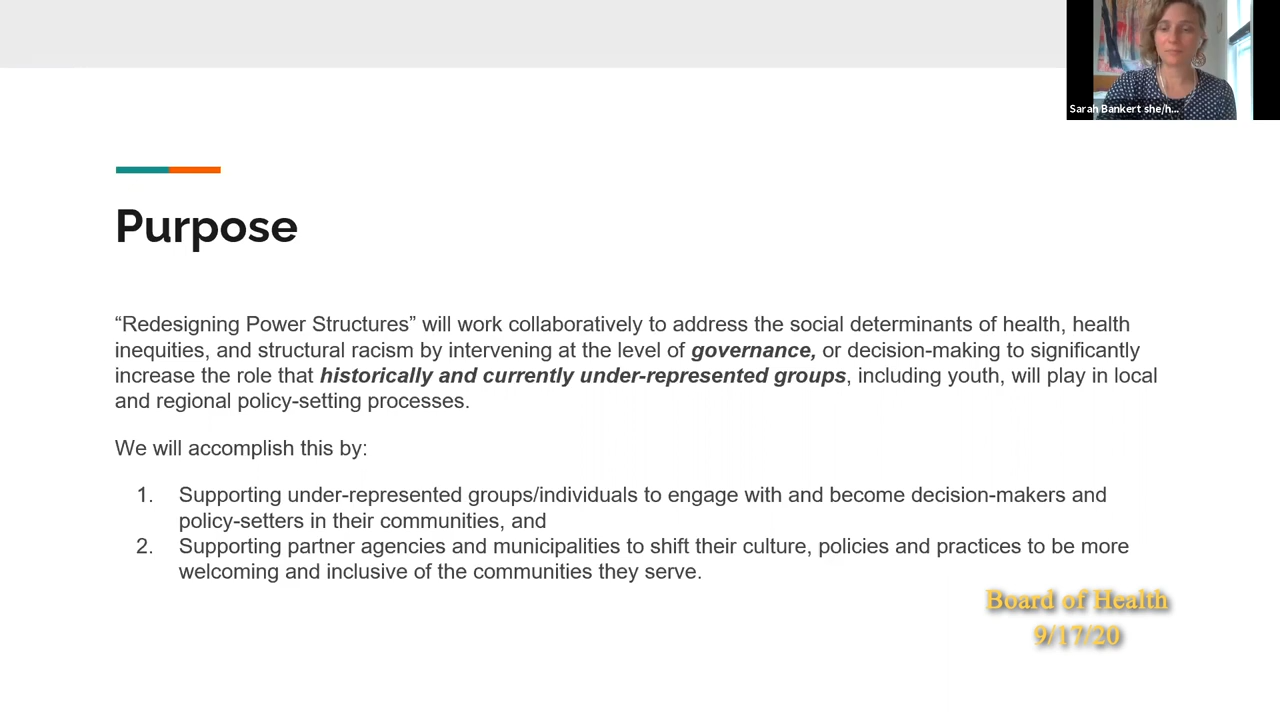 Sarah Bankert she/h...
Purpose
“Redesigning Power Structures” will work collaboratively to address the social determinants of health, health
inequities, and structural racism by intervening at the level of governance, or decision-making to significantly
increase the role that historically and currently under-represented groups, including youth, will play in local
and regional policy-setting processes.
We will accomplish this by:
1. Supporting under-represented groups/individuals to engage with and become decision-makers and
policy-setters in their communities, and
2. Supporting partner agencies and municipalities to shift their culture, policies and practices to be more
welcoming and inclusive of the communities they serve.
Board of Health
9/17/20